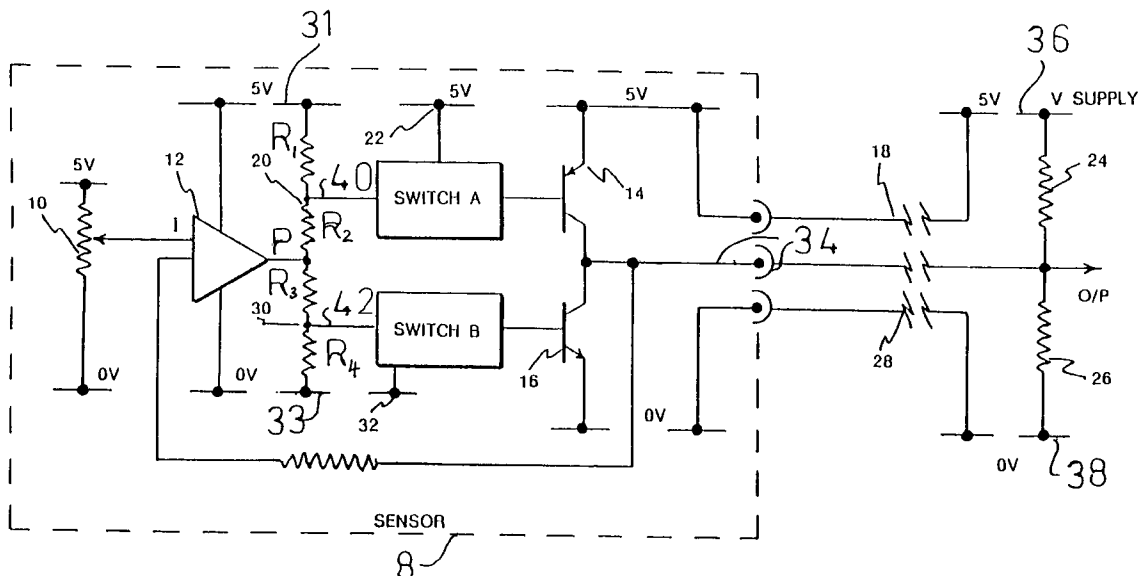 31
36
5V
5V
5V
5V
V SUPPLY
22
R1
12
20
40
18
24
5V
14
10
SWITCH A
I
R2
P
34
R3
O/P
30
42
SWITCH B
28
R4
16
26
0V
0V
33
32
0V
0V
38
SENSOR
8